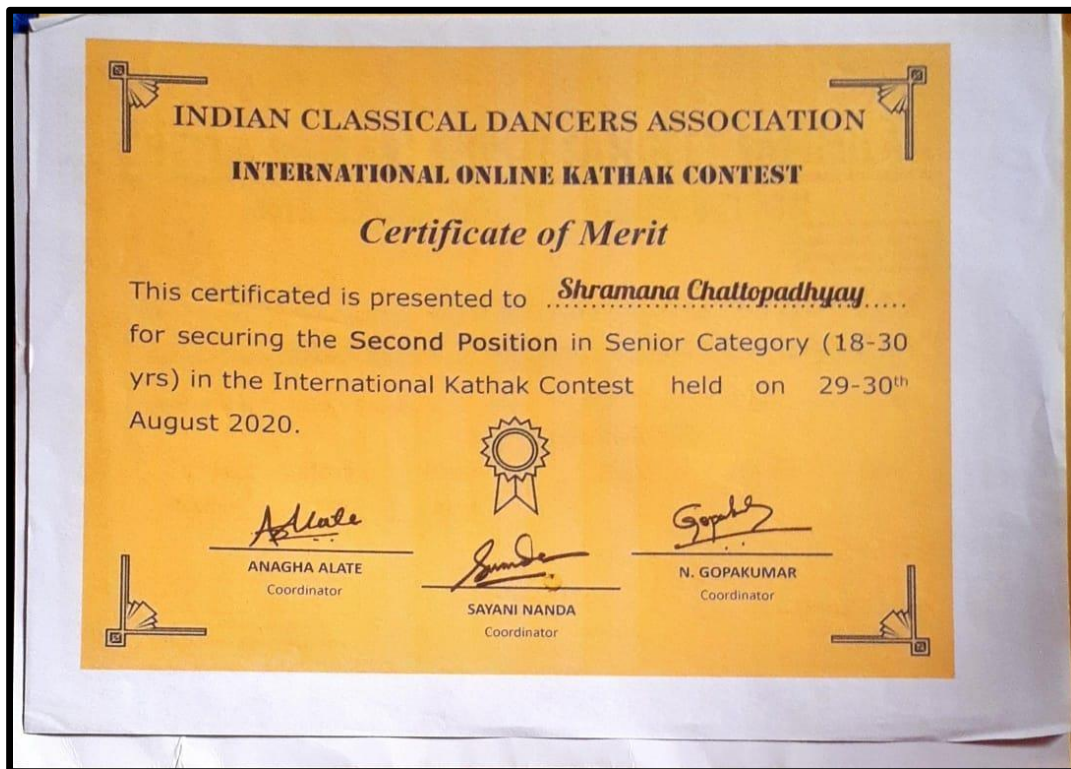 INDIAN CLASSICAL DANCERS ASSOCIATION
INTERNATIONAL ONLINE KATHAK CONTEST
Certificate of Merit
This certificated is presented to ..Shramana Chattopadhyay.....
for securing the Second Position in Senior Category (18-30
yrs) in the International Kathak Contest held on 29-30th
August 2020.
ANAGHA ALATE
Coordinator
SAYANI NANDA
Coordinator
N. GOPAKUMAR
Coordinator